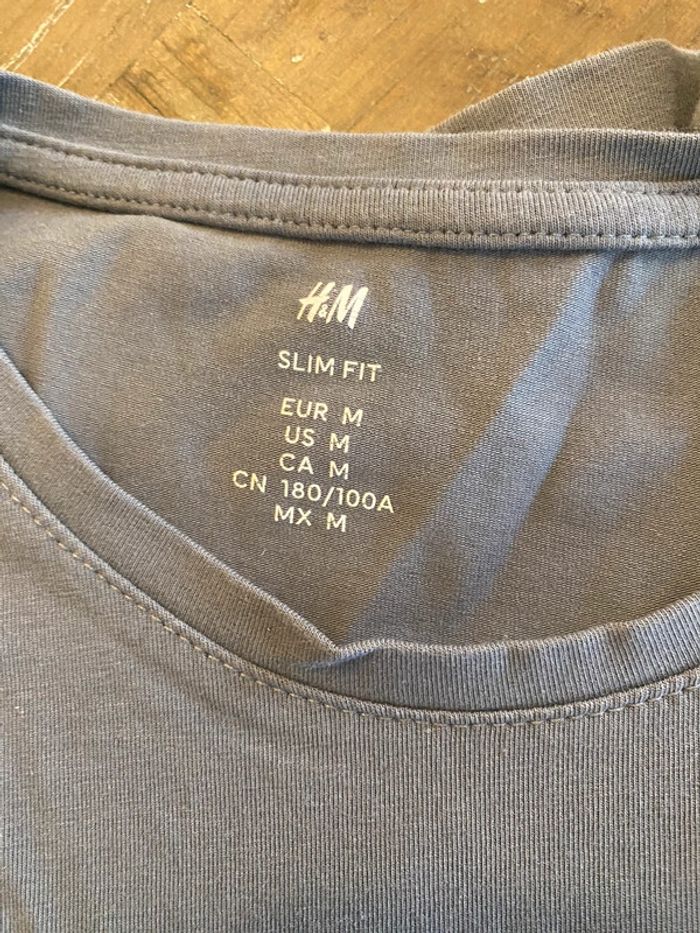 H&M
SLIM FIT
EUR M
US M
CA M
CN 180/100A
MX M